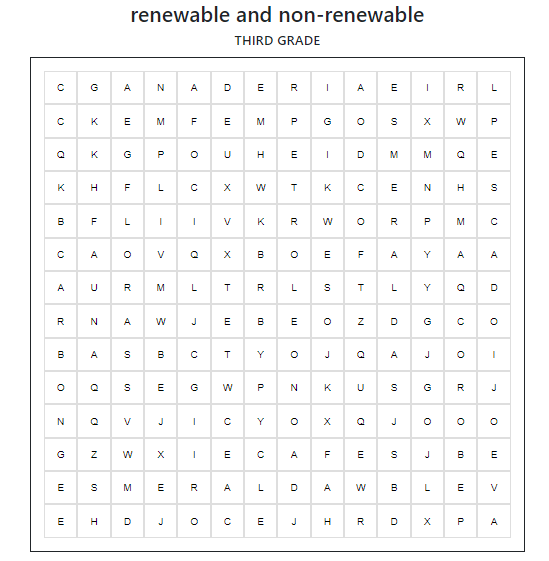 renewable and non-renewable
THIRD GRADE
C G A N A D E R I A E I R L
C K E M F E M P G O S X W P
Q K G P O U H E I D M M Q E
K H F L C X W T K C E N H S
B F L I I V K R W O R P M C
C A O V Q X B O E F A Y A A
A U R M L T R L S T L Y Q D
R N A W J E B E O Z D G C O
B A S B C T Y O J Q A J O I
O Q S E G W P N K U S G R J
N Q V J I C Y O X Q J O O O
G Z W X I E C A F E S J B E
E S M E R A L D A W B L E V
E H D J O C E J H R D X P A